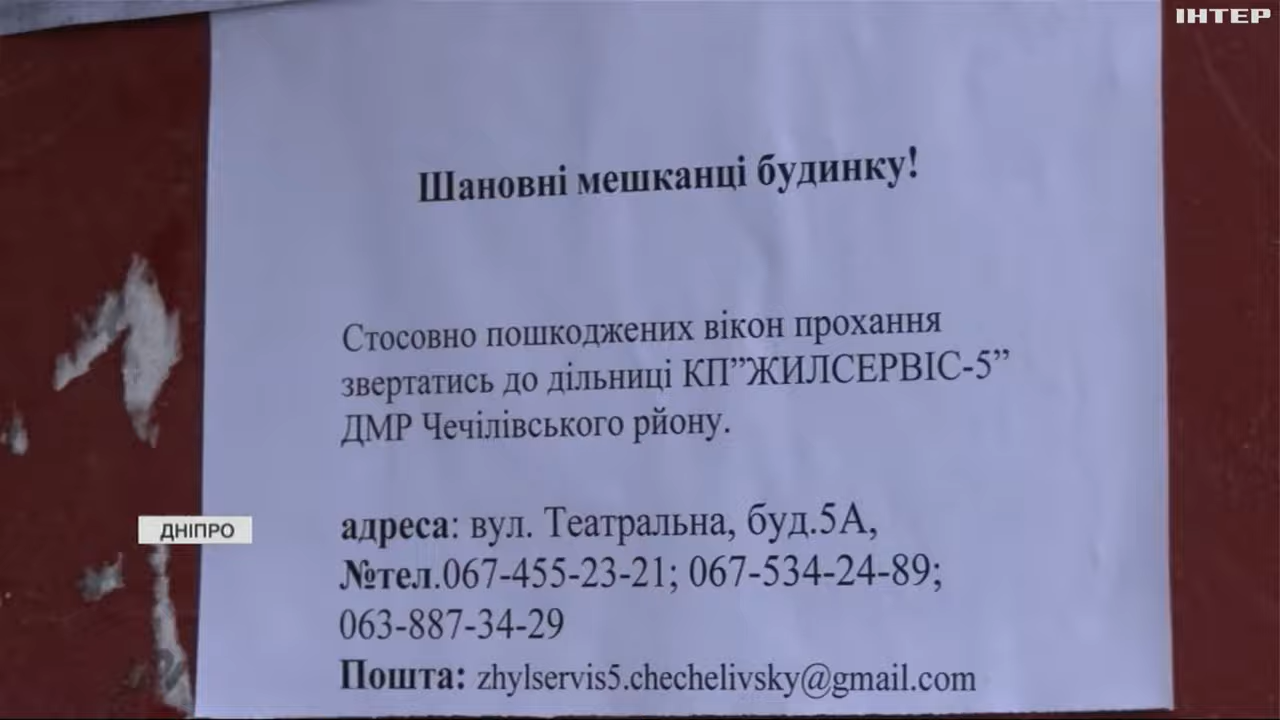 ІНТЕР
Шановні мешканці будинку!
Стосовно пошкоджених вікон прохання
звертатись до дільниці КП”ЖИЛСЕРВІС-5”
ДМР Чечілівського рйону.
адреса: вул. Театральна, буд.5А,
№тел.067-455-23-21; 067-534-24-89;
063-887-34-29
Пошта: zhylservis5.chechelivsky@gmail.com
ДНІПРО